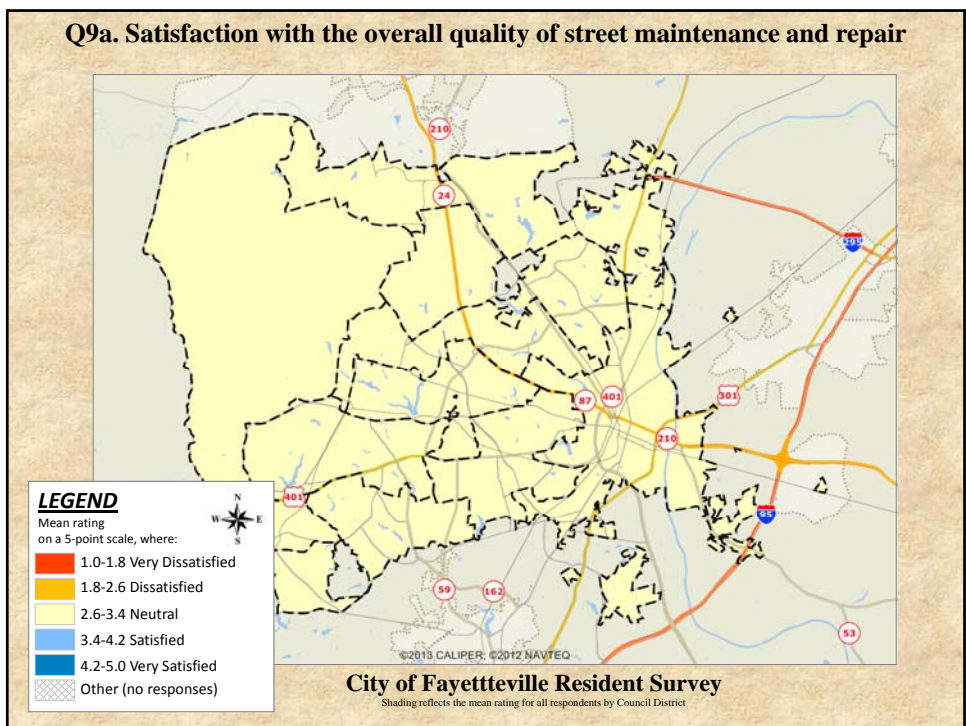 Q9a. Satisfaction with the overall quality of street maintenance and repair
210
24
295
87
401
301
210
401
95
59
162
53
LEGEND
Mean rating
on a 5-point scale, where:
N
W E
S
1.0-1.8 Very Dissatisfied
1.8-2.6 Dissatisfied
2.6-3.4 Neutral
3.4-4.2 Satisfied
4.2-5.0 Very Satisfied
Other (no responses)
©2013 CALIPER; ©2012 NAVTEQ
City of Fayettteville Resident Survey
Shading reflects the mean rating for all respondents by Council District